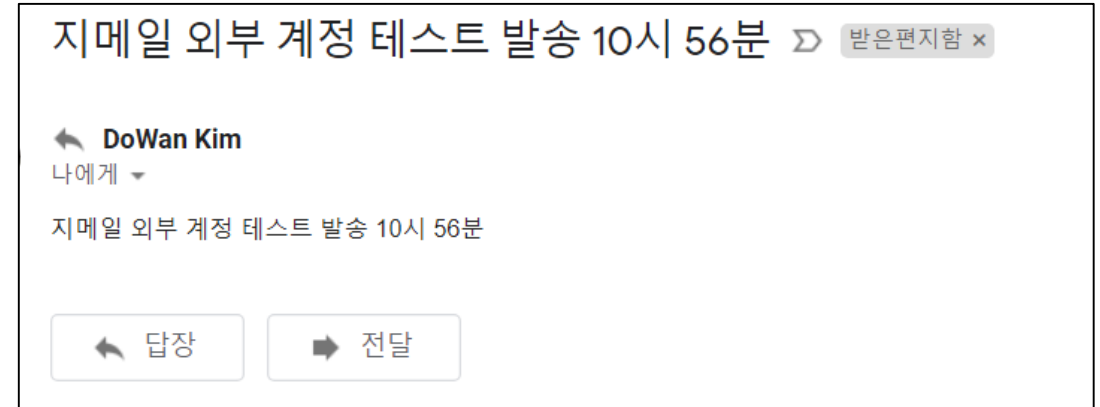 지메일 외부 계정 테스트 발송 10시 56분 받은편지함 ×
DoWan Kim
나에게
지메일 외부 계정 테스트 발송 10시 56분
답장 전달